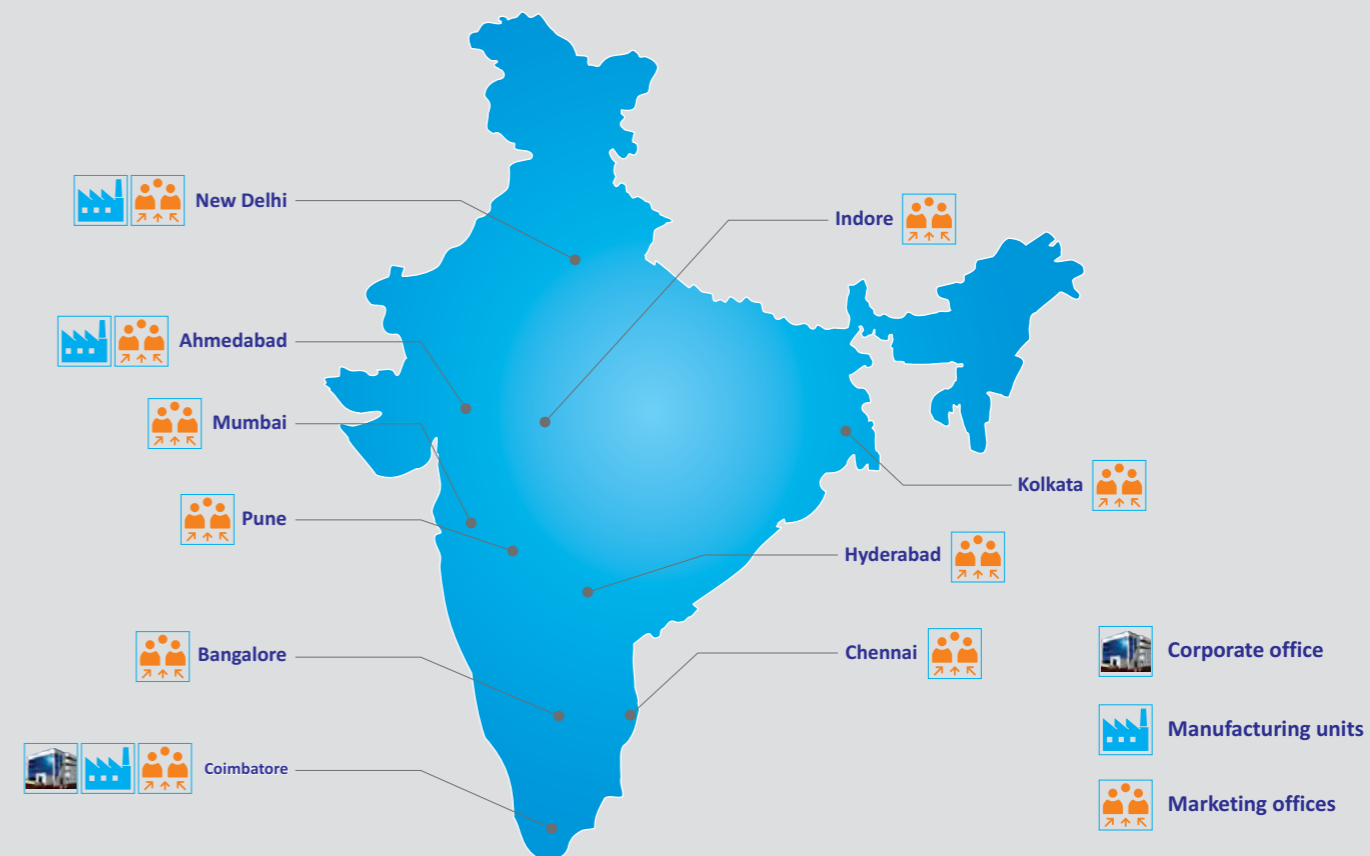 New Delhi
Indore
Ahmedabad
Mumbai
Kolkata
Pune
Hyderabad
Bangalore
Chennai
Coimbatore
Corporate office
Manufacturing units
Marketing offices